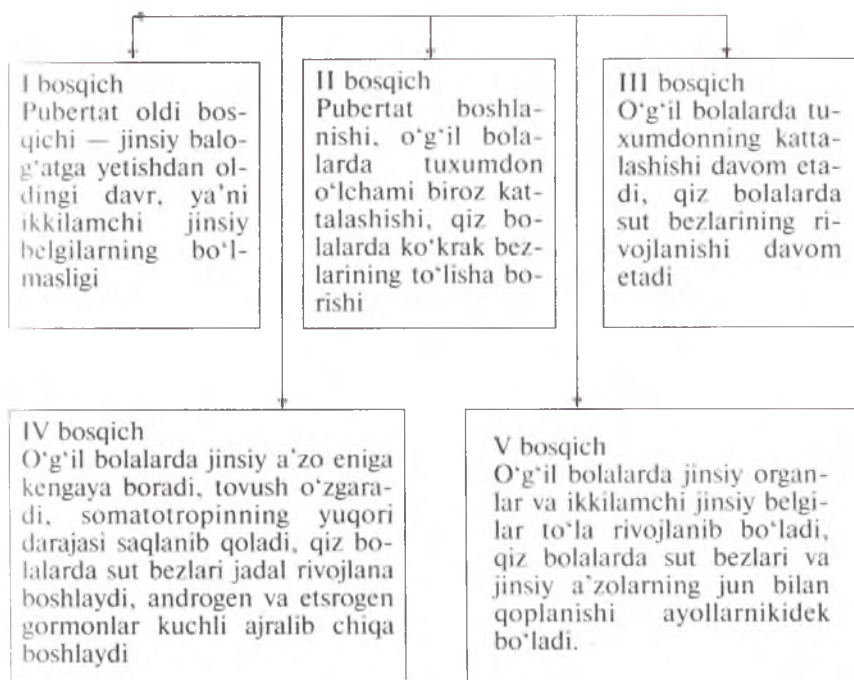 I bosqich
Pubertat oldi bos-
qichi — jinsiy balo-
g‘atga yetishdan ol-
dingi davr, ya’ni
ikkilamchi jinsiy
belgilarning bo‘l-
masligi
II bosqich
Pubertat boshla-
nishi, o‘g‘il bola-
larda tuxumdon
o‘lchami biroz kat-
talashishi, qiz bo-
lalarda ko‘krak bez-
larining to‘lisha bo-
rishi
III bosqich
O‘g‘il bolalarda tu-
xumdonning katta-
lashishi davom eta-
di, qiz bolalarda
sut bezlarining ri-
vojlanishi davom
etadi
IV bosqich
O‘g‘il bolalarda jinsiy a’zo eniga
kengaya boradi, tovush o‘zgara-
di, somatotropinning yuqori
darajasi saqlanib qoladi, qiz bo-
lalarda sut bezlari jadal rivojlana
boshlaydi, androgen va etsrogen
gormonlar kuchli ajralib chiqa
boshlaydi
V bosqich
O‘g‘il bolalarda jinsiy organ-
lar va ikkilamchi jinsiy belgi-
lar to‘la rivojlanib bo‘ladi,
qiz bolalarda sut bezlari va
jinsiy a’zolarning jun bilan
qoplanishi ayollarnikidek
bo‘ladi.